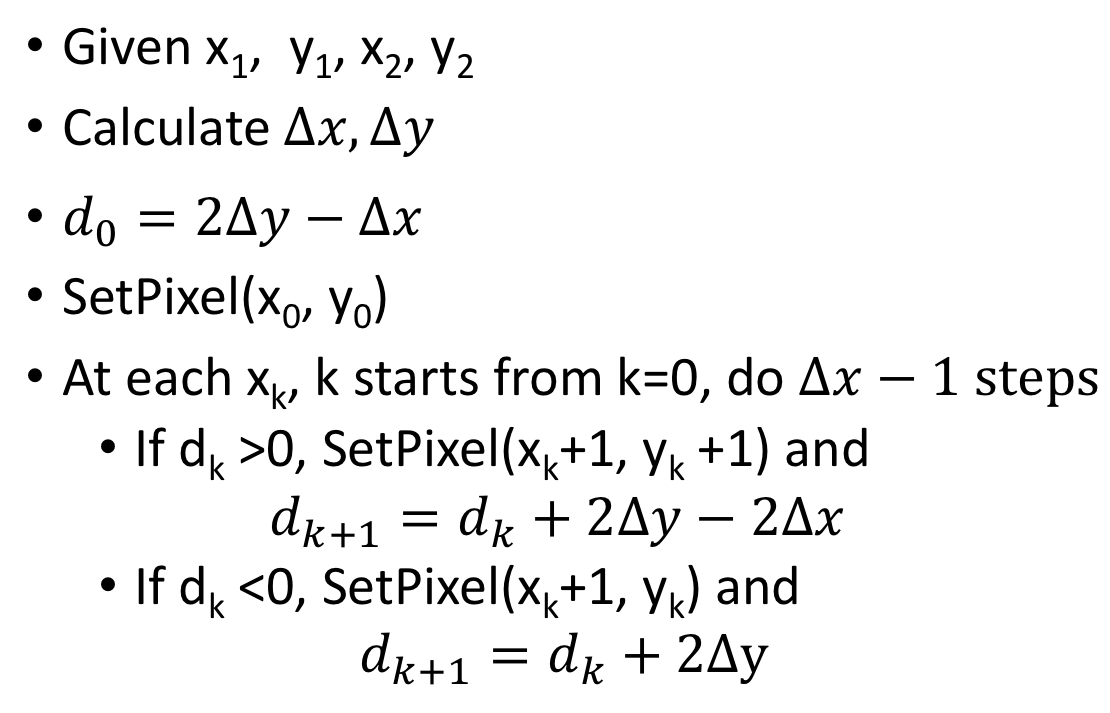 • Given x₁, y₁, x₂, y₂
• Calculate Δx, Δy
• d₀ = 2Δy − Δx
• SetPixel(x₀, y₀)
• At each xₖ, k starts from k=0, do Δx − 1 steps
• If dₖ >0, SetPixel(xₖ+1, yₖ +1) and
dₖ₊₁ = dₖ + 2Δy − 2Δx
• If dₖ <0, SetPixel(xₖ+1, yₖ) and
dₖ₊₁ = dₖ + 2Δy